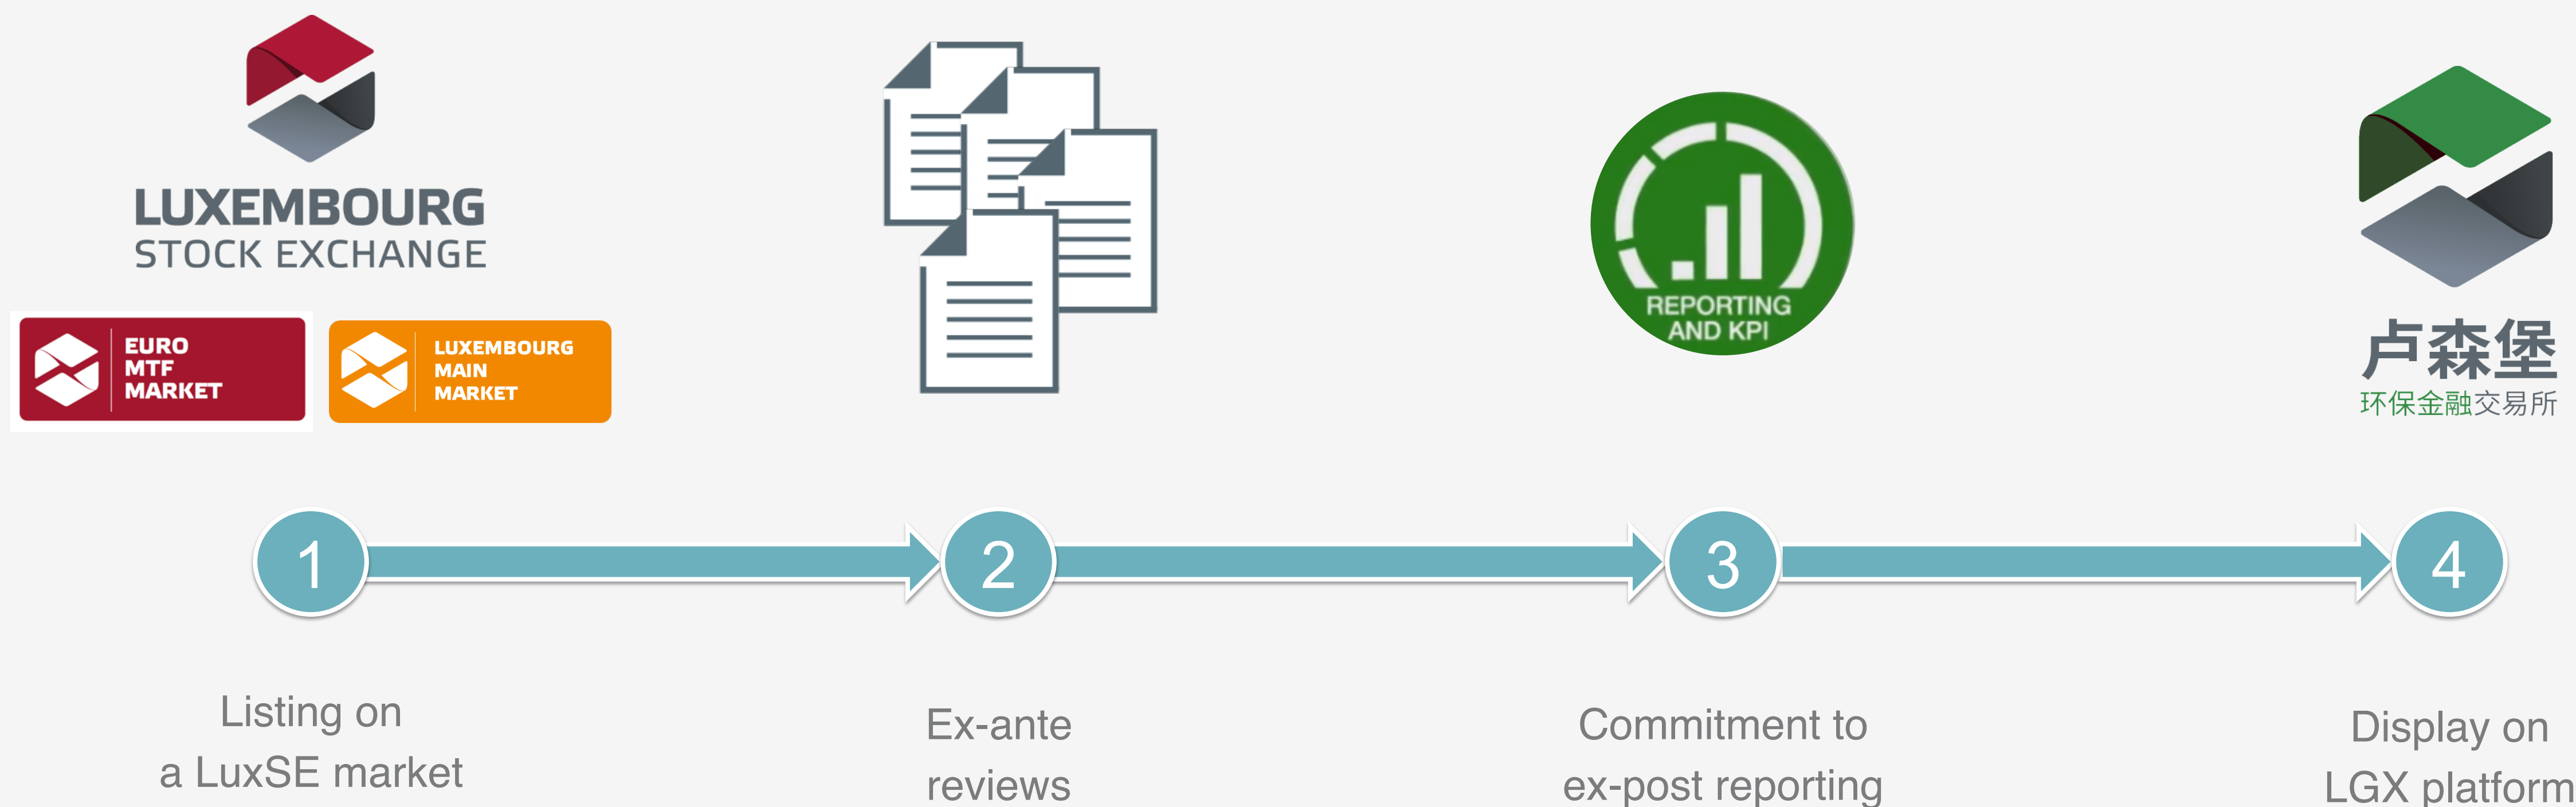 LUXEMBOURG
STOCK EXCHANGE
EURO
MTF
MARKET
LUXEMBOURG
MAIN
MARKET
REPORTING
AND KPI
卢森堡
环保金融交易所
1
2
3
4
Listing on
a LuxSE market
Ex-ante
reviews
Commitment to
ex-post reporting
Display on
LGX platform